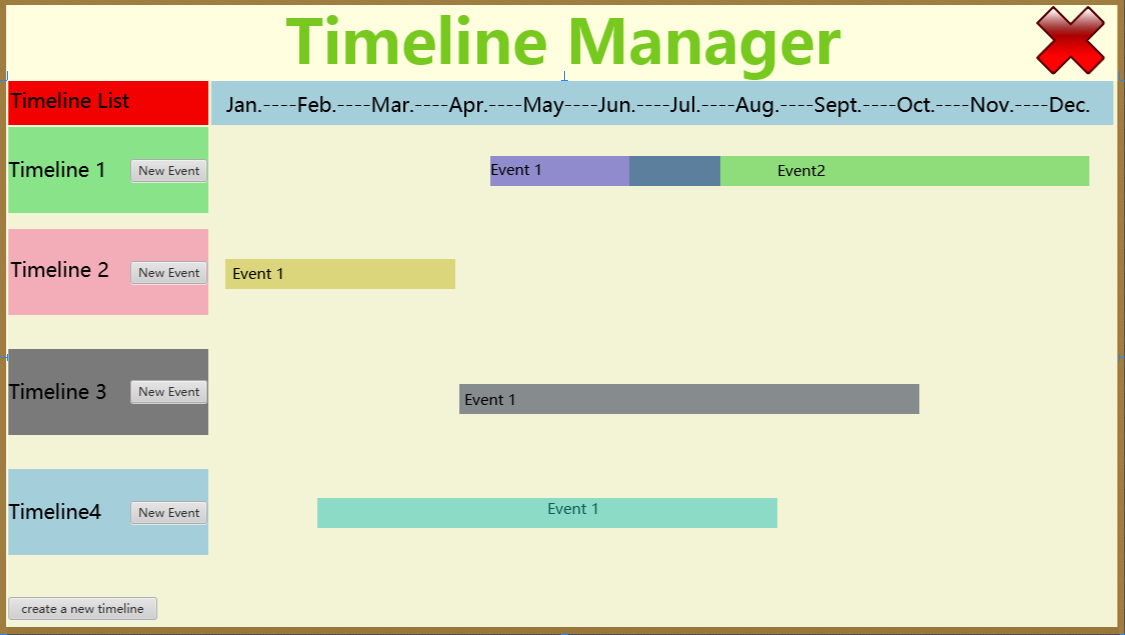 Timeline Manager
Timeline List
Jan.----Feb.----Mar.----Apr.----May----Jun.----Jul.----Aug.----Sept.----Oct.----Nov.----Dec.
Timeline 1
New Event
Event 1
Event2
Timeline 2
New Event
Event 1
Timeline 3
New Event
Event 1
Timeline4
New Event
Event 1
create a new timeline